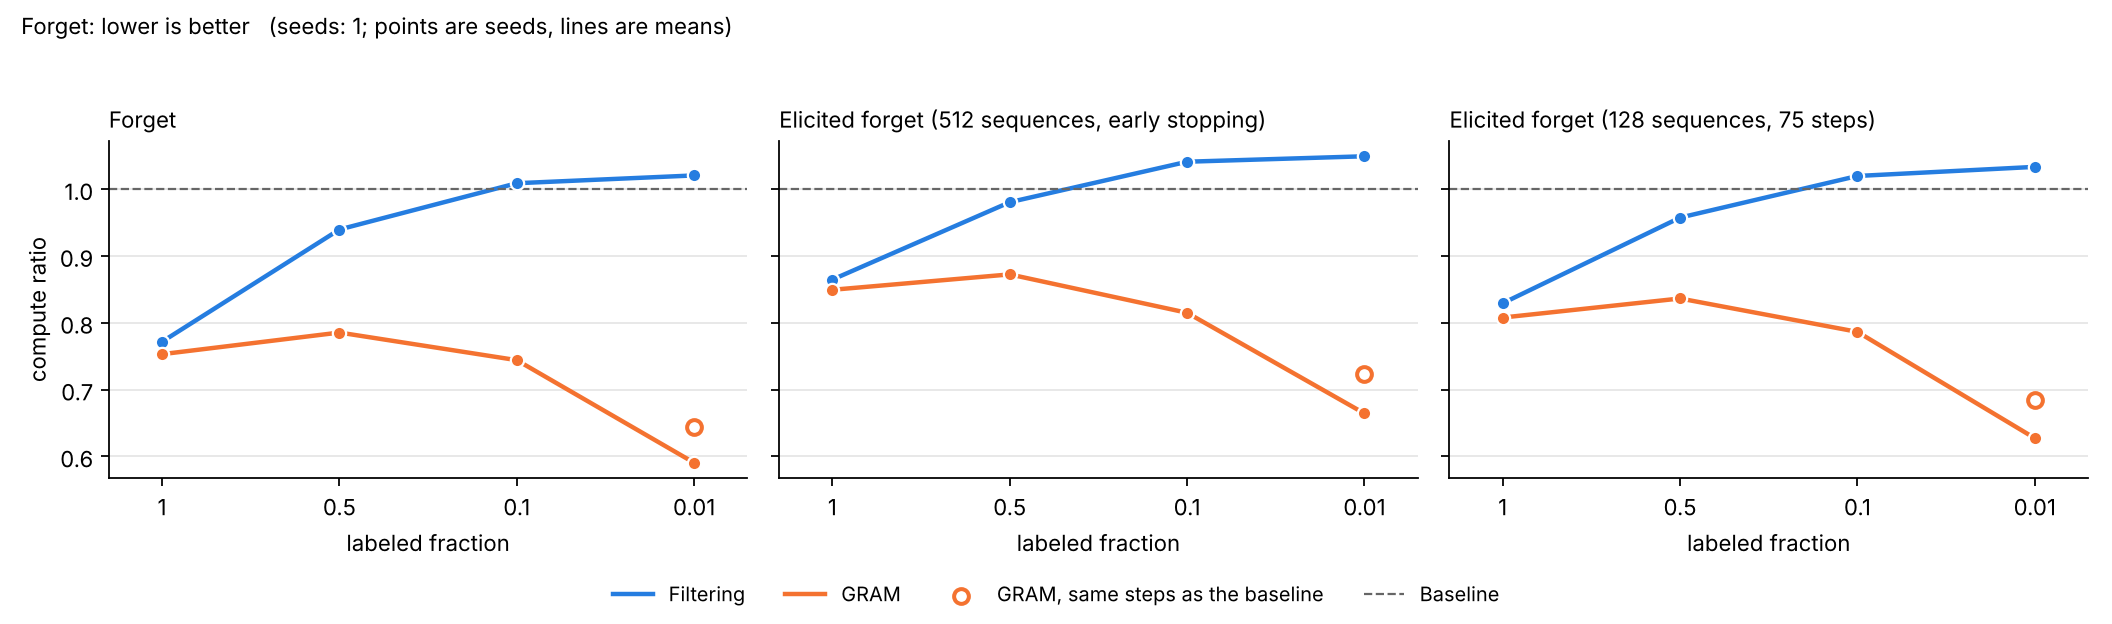 Forget: lower is better (seeds: 1; points are seeds, lines are means)
Forget
Elicited forget (512 sequences, early stopping)
Elicited forget (128 sequences, 75 steps)
compute ratio
1.0
0.9
0.8
0.7
0.6
1 0.5 0.1 0.01
1 0.5 0.1 0.01
1 0.5 0.1 0.01
labeled fraction
labeled fraction
labeled fraction
Filtering GRAM GRAM, same steps as the baseline Baseline